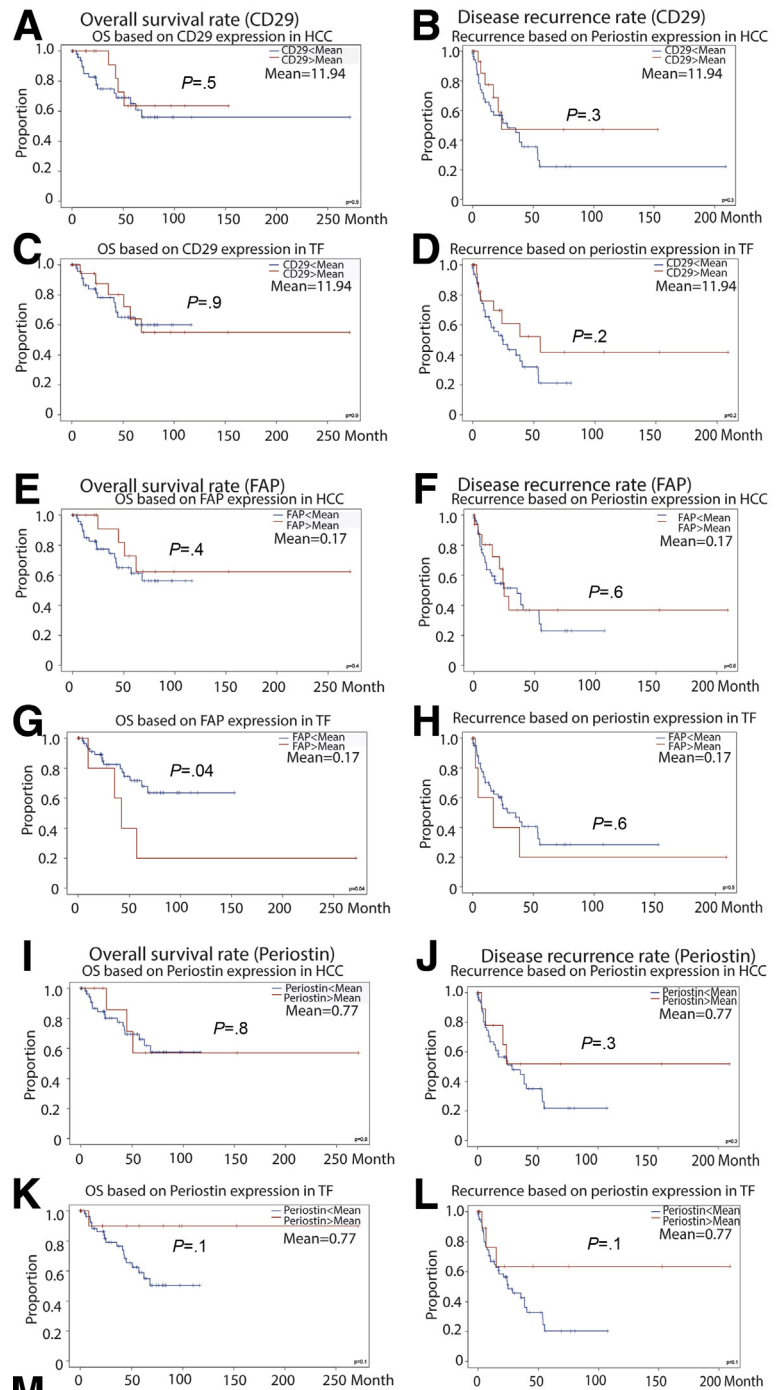 A
Overall survival rate (CD29)
OS based on CD29 expression in HCC
CD29<Mean
CD29>Mean
Mean=11.94
P=.5
Proportion
1.0
0.8
0.6
0.4
0.2
0
p=0.5
0 50 100 150 200 250 Month
B
Disease recurrence rate (CD29)
Recurrence based on Periostin expression in HCC
CD29<Mean
CD29>Mean
Mean=11.94
P=.3
Proportion
1.0
0.8
0.6
0.4
0.2
0
p=0.3
0 50 100 150 200 Month
C
OS based on CD29 expression in TF
CD29<Mean
CD29>Mean
Mean=11.94
P=.9
Proportion
1.0
0.8
0.6
0.4
0.2
0
p=0.9
0 50 100 150 200 250 Month
D
Recurrence based on periostin expression in TF
CD29<Mean
CD29>Mean
Mean=11.94
P=.2
Proportion
1.0
0.8
0.6
0.4
0.2
0
p=0.2
0 50 100 150 200 Month
E
Overall survival rate (FAP)
OS based on FAP expression in HCC
FAP<Mean
FAP>Mean
Mean=0.17
P=.4
Proportion
1.0
0.8
0.6
0.4
0.2
0
p=0.4
0 50 100 150 200 250 Month
F
Disease recurrence rate (FAP)
Recurrence based on Periostin expression in HCC
FAP<Mean
FAP>Mean
Mean=0.17
P=.6
Proportion
1.0
0.8
0.6
0.4
0.2
0
p=0.6
0 50 100 150 200 Month
G
OS based on FAP expression in TF
FAP<Mean
FAP>Mean
Mean=0.17
P=.04
Proportion
1.0
0.8
0.6
0.4
0.2
0
p=0.04
0 50 100 150 200 250 Month
H
Recurrence based on periostin expression in TF
FAP<Mean
FAP>Mean
Mean=0.17
P=.6
Proportion
1.0
0.8
0.6
0.4
0.2
0
0 50 100 150 200 Month
I
Overall survival rate (Periostin)
OS based on Periostin expression in HCC
Periostin<Mean
Periostin>Mean
Mean=0.77
P=.8
Proportion
1.0
0.8
0.6
0.4
0.2
0
p=0.8
0 50 100 150 200 250 Month
J
Disease recurrence rate (Periostin)
Recurrence based on Periostin expression in HCC
Periostin<Mean
Periostin>Mean
Mean=0.77
P=.3
Proportion
1.0
0.8
0.6
0.4
0.2
0
p=0.3
0 50 100 150 200 Month
K
OS based on Periostin expression in TF
Periostin<Mean
Periostin>Mean
Mean=0.77
P=.1
Proportion
1.0
0.8
0.6
0.4
0.2
0
p=0.1
0 50 100 150 200 250 Month
L
Recurrence based on periostin expression in TF
Periostin<Mean
Periostin>Mean
Mean=0.77
P=.1
Proportion
1.0
0.8
0.6
0.4
0.2
0
p=0.1
0 50 100 150 200 Month
M